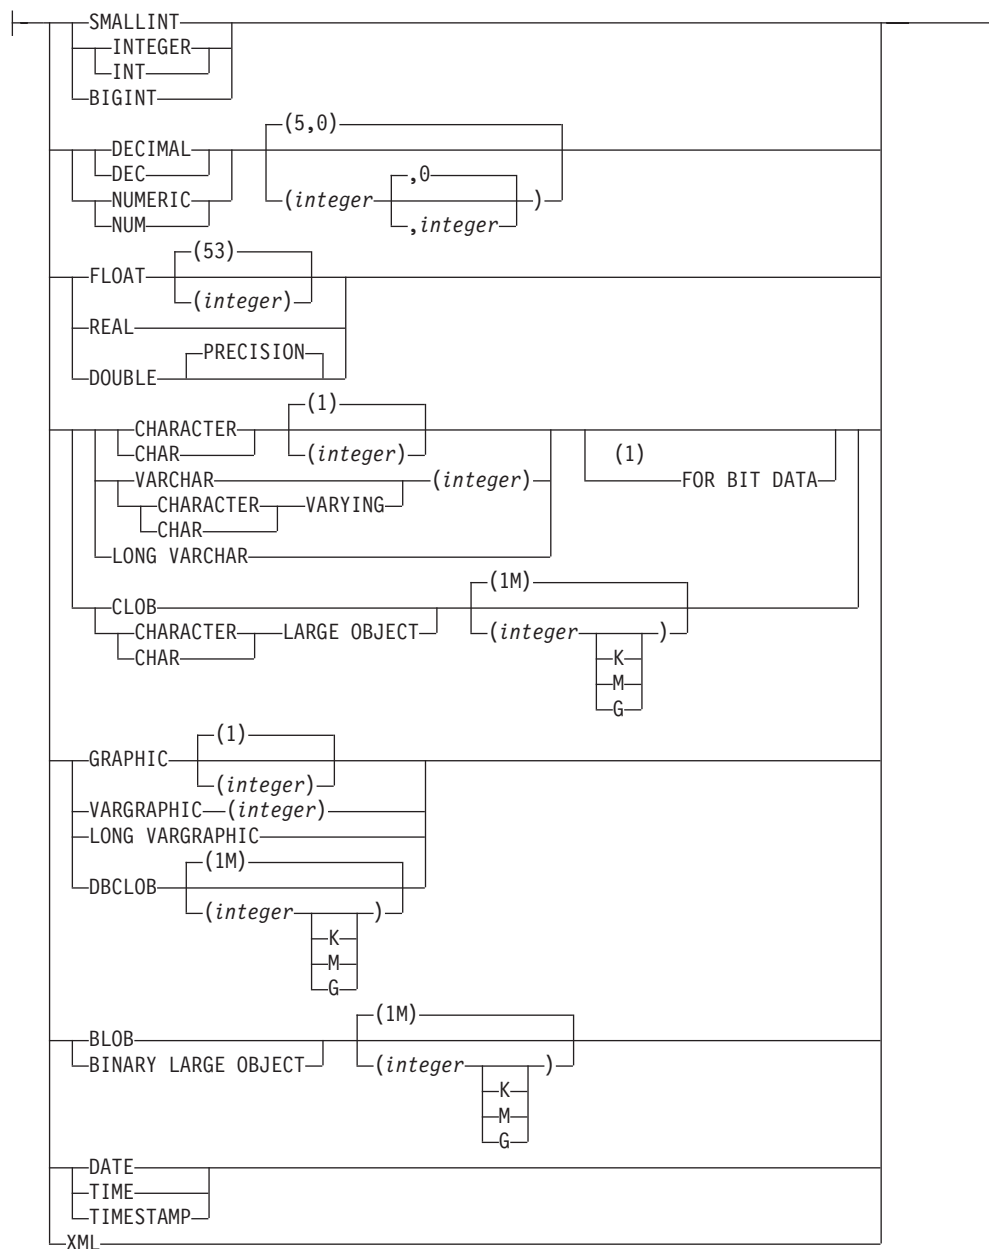 SMALLINT
INTEGER
INT
BIGINT
(5,0)
DECIMAL
DEC
,0
NUMERIC (integer )
NUM ,integer
(53)
FLOAT
(integer)
REAL
PRECISION
DOUBLE
(1)
CHARACTER
CHAR (integer) (1)
VARCHAR (integer) FOR BIT DATA
CHARACTER VARYING
CHAR
LONG VARCHAR
(1M)
CLOB
CHARACTER LARGE OBJECT (integer )
CHAR K
M
G
(1)
GRAPHIC
(integer)
VARGRAPHIC (integer)
LONG VARGRAPHIC
(1M)
DBCLOB
(integer )
K
M
G
(1M)
BLOB
BINARY LARGE OBJECT (integer )
K
M
G
DATE
TIME
TIMESTAMP
XML